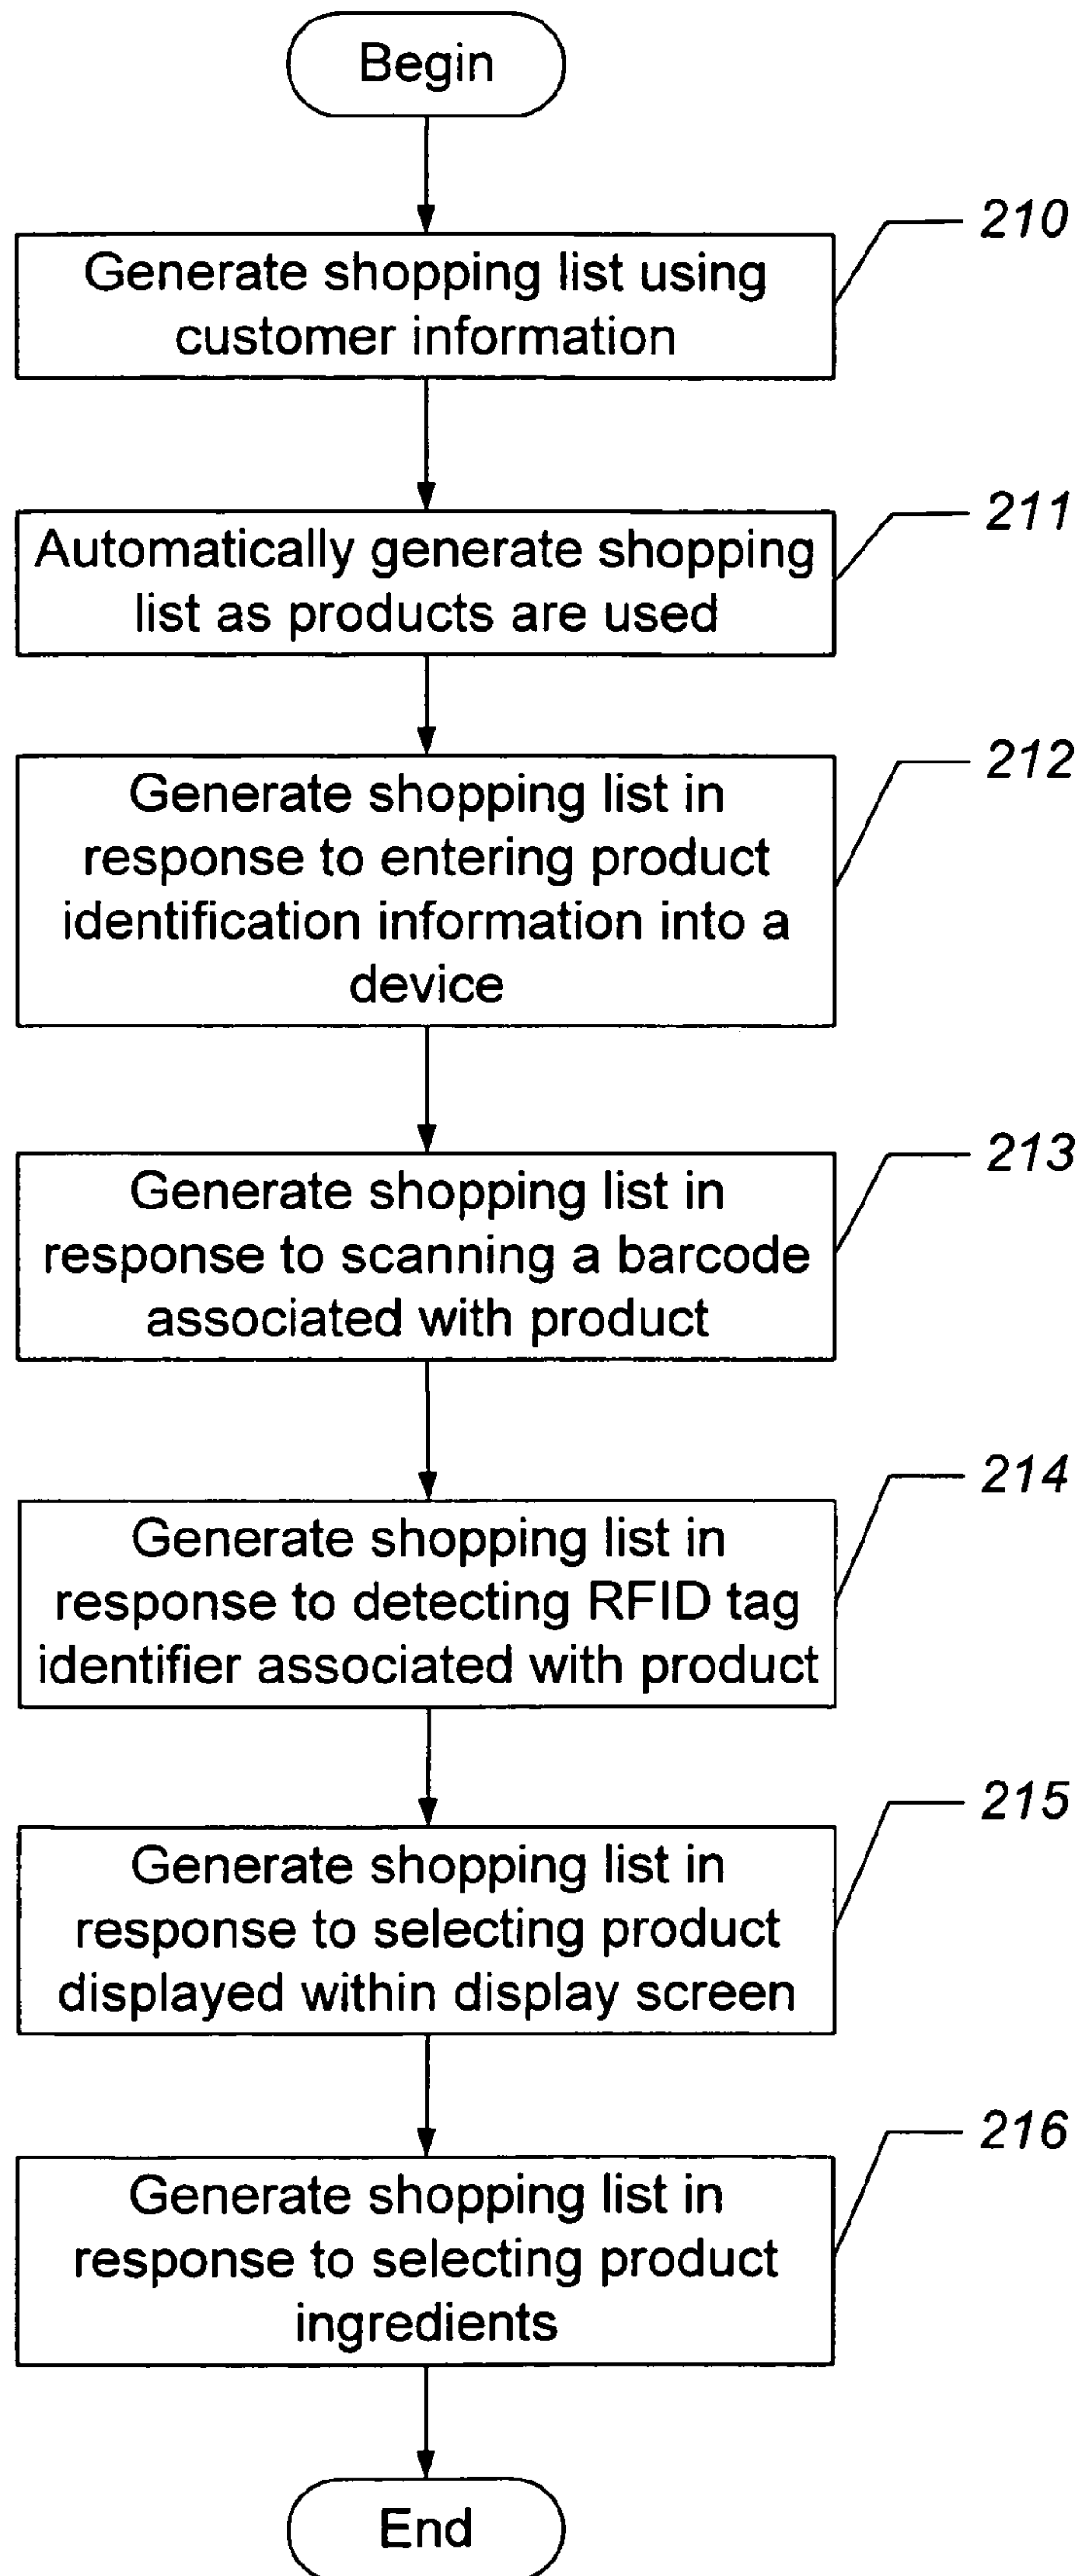 Begin
210
Generate shopping list using
customer information
211
Automatically generate shopping
list as products are used
212
Generate shopping list in
response to entering product
identification information into a
device
213
Generate shopping list in
response to scanning a barcode
associated with product
214
Generate shopping list in
response to detecting RFID tag
identifier associated with product
215
Generate shopping list in
response to selecting product
displayed within display screen
216
Generate shopping list in
response to selecting product
ingredients
End